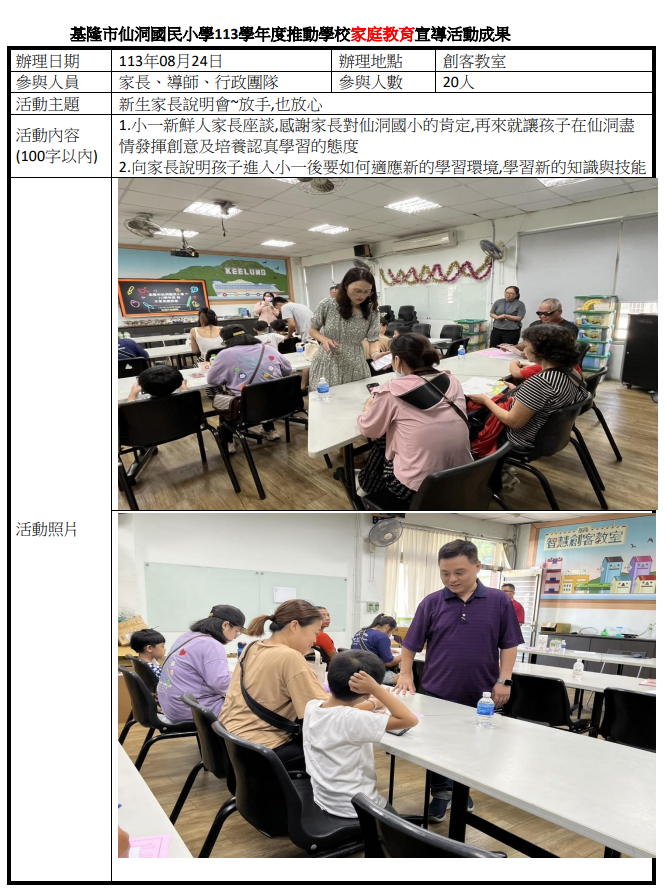 基隆市仙洞國民小學113學年度推動學校家庭教育宣導活動成果
辦理日期 113年08月24日 辦理地點 創客教室
參與人員 家長、導師、行政團隊 參與人數 20人
活動主題 新生家長說明會~放手,也放心
活動內容
(100字以內)
1.小一新鮮人家長座談,感謝家長對仙洞國小的肯定,再來就讓孩子在仙洞盡
情發揮創意及培養認真學習的態度
2.向家長說明孩子進入小一後要如何適應新的學習環境,學習新的知識與技能
活動照片
KEELUNG
智慧創客教室